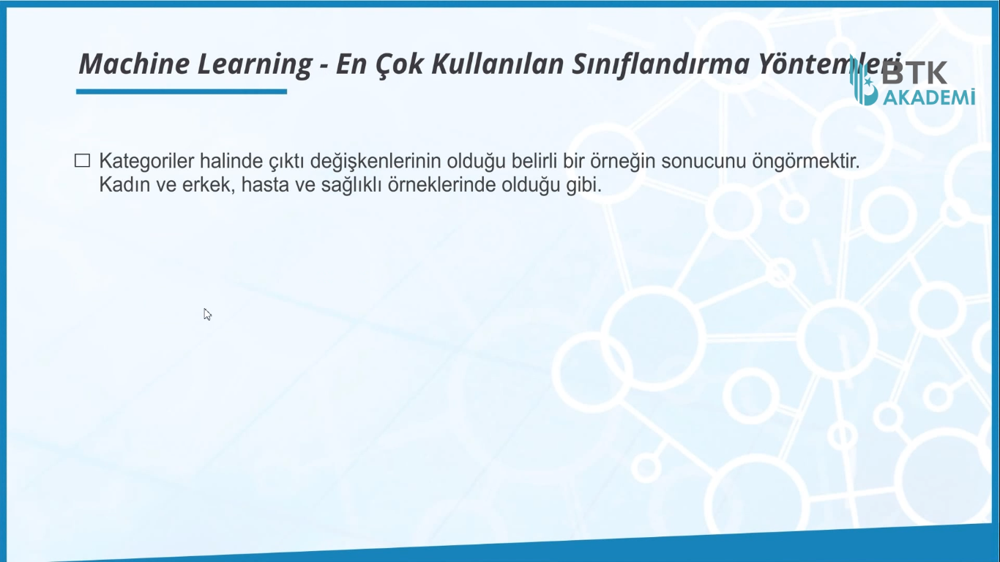 Machine Learning - En Çok Kullanılan Sınıflandırma Yöntemleri
BTK
AKADEMİ
Kategoriler halinde çıktı değişkenlerinin olduğu belirli bir örneğin sonucunu öngörmektir.
Kadın ve erkek, hasta ve sağlıklı örneklerinde olduğu gibi.